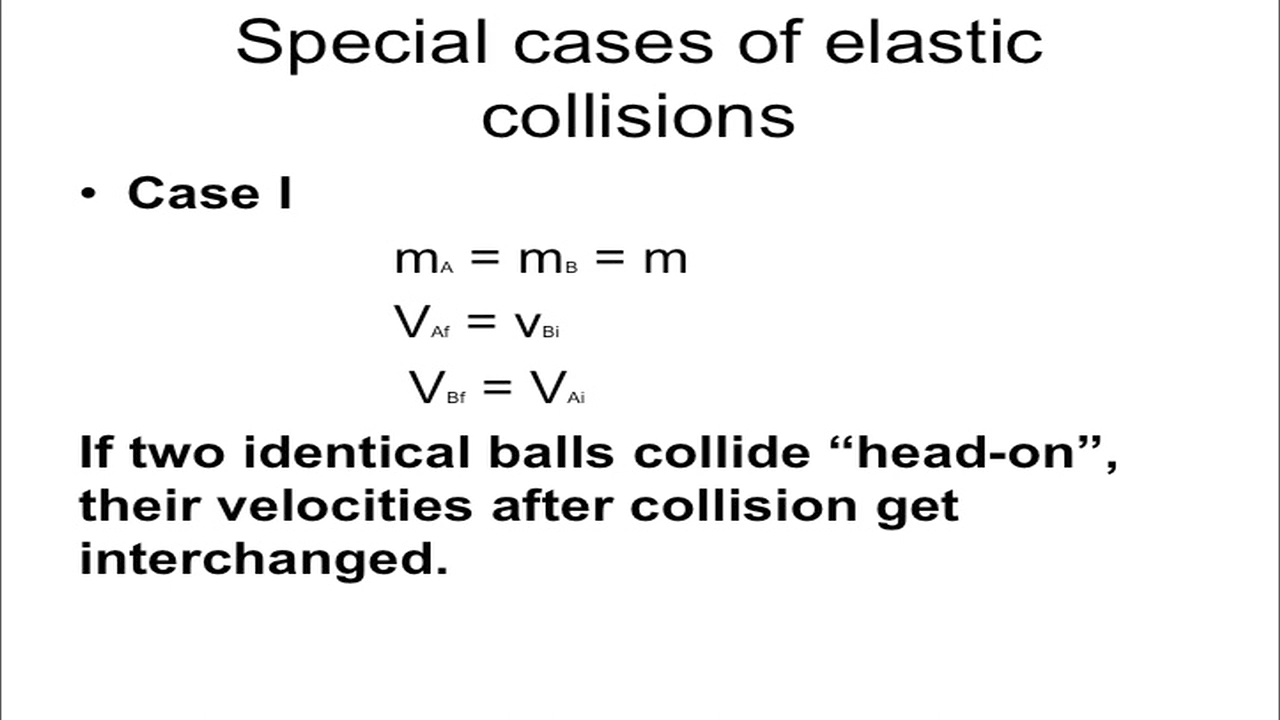 Special cases of elastic
collisions
• Case I
mA = mB = m
VAf = vBi
VBf = VAi
If two identical balls collide “head-on”,
their velocities after collision get
interchanged.